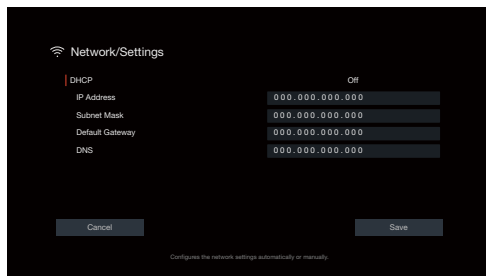 Network/Settings
DHCP Off
IP Address 000.000.000.000
Subnet Mask 000.000.000.000
Default Gateway 000.000.000.000
DNS 000.000.000.000
Cancel Save
Configures the network settings automatically or manually.